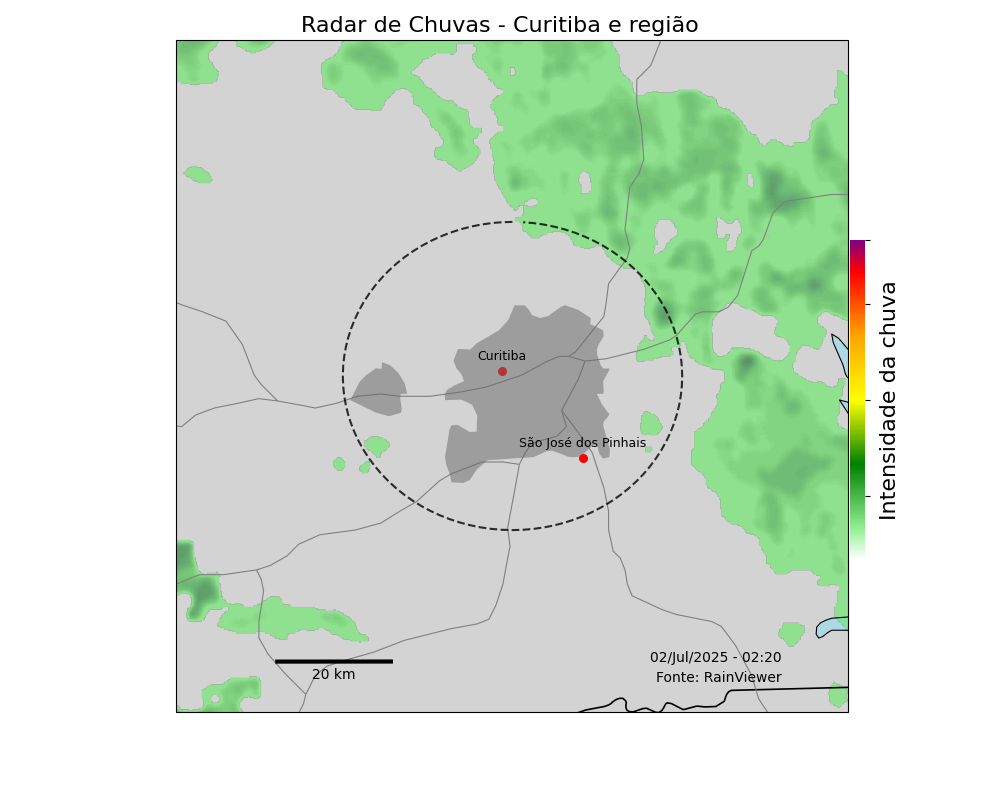 Radar de Chuvas - Curitiba e região
Curitiba
São José dos Pinhais
Intensidade da chuva
20 km
02/Jul/2025 - 02:20
Fonte: RainViewer